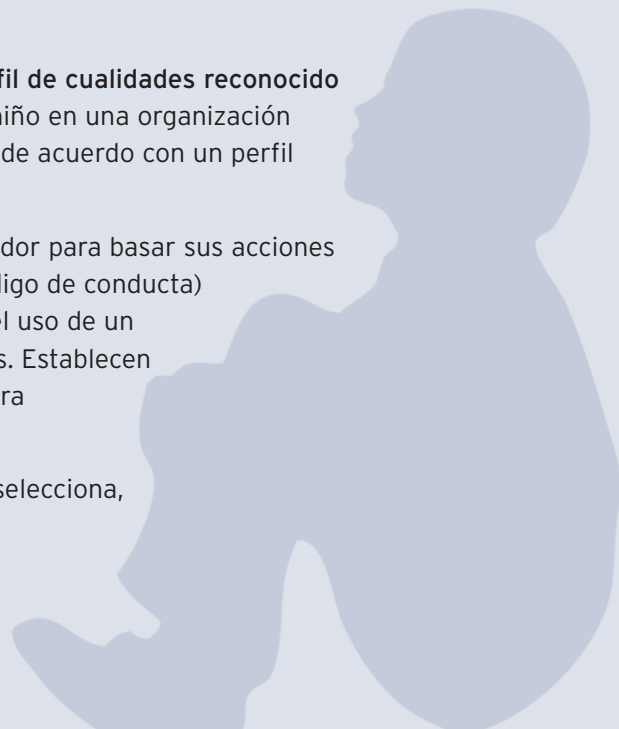 fil de cualidades reconocido
niño en una organización
de acuerdo con un perfil
dor para basar sus acciones
ligo de conducta)
el uso de un
s. Establecen
ra
selecciona,